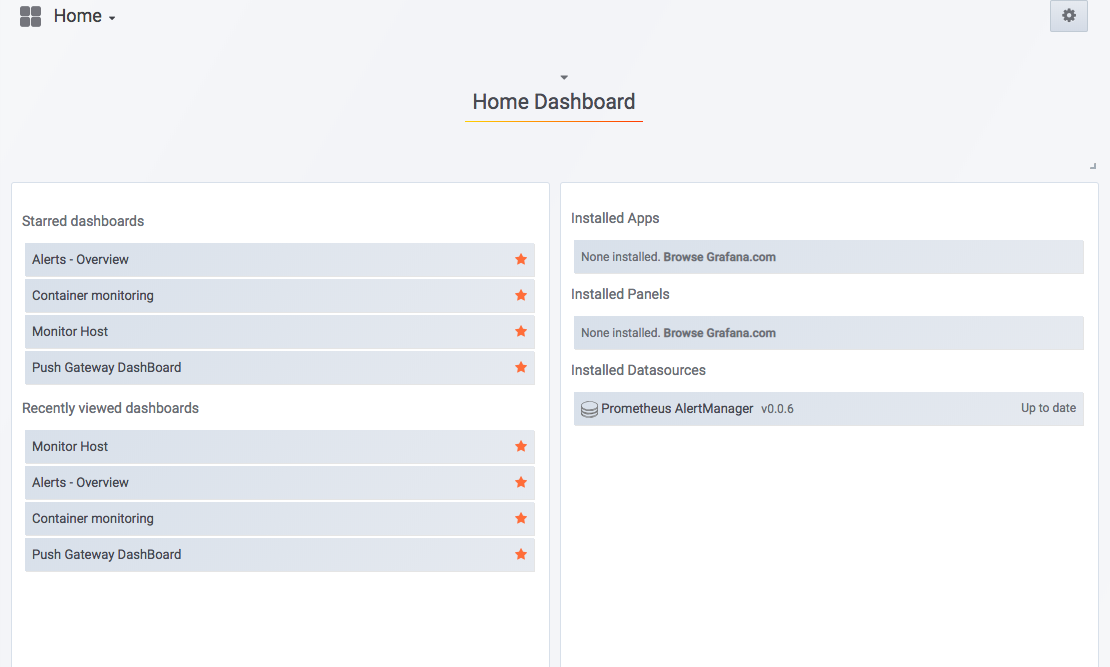 Home
Home Dashboard
Starred dashboards
Alerts - Overview
Container monitoring
Monitor Host
Push Gateway DashBoard
Recently viewed dashboards
Monitor Host
Alerts - Overview
Container monitoring
Push Gateway DashBoard
Installed Apps
None installed. Browse Grafana.com
Installed Panels
None installed. Browse Grafana.com
Installed Datasources
Prometheus AlertManager v0.0.6 Up to date